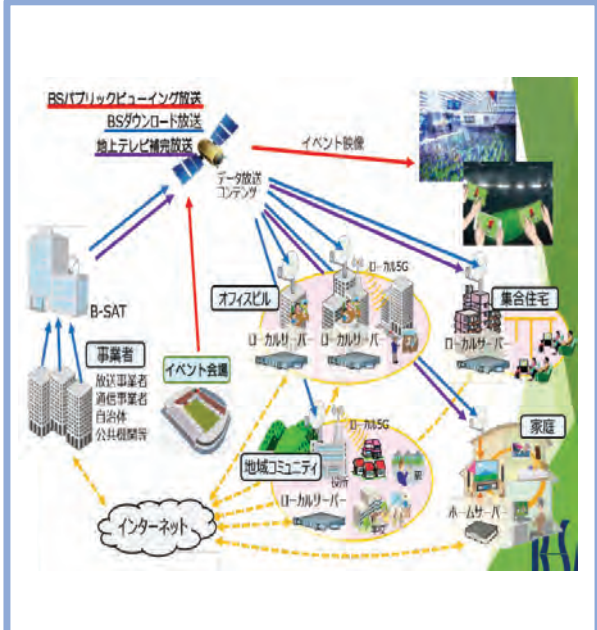 BSパブリックビューイング放送
BSダウンロード放送
地上テレビ補完放送
イベント映像
データ放送
コンテンツ
B-SAT
オフィスビル
ローカル5G
集合住宅
ローカルサーバー
ローカルサーバー
ローカルサーバー
事業者
放送事業者
通信事業者
自治体
公共機関等
イベント会場
地域コミュニティ
ローカル5G
役所
駅
ローカルサーバー
家庭
ホームサーバー
インターネット